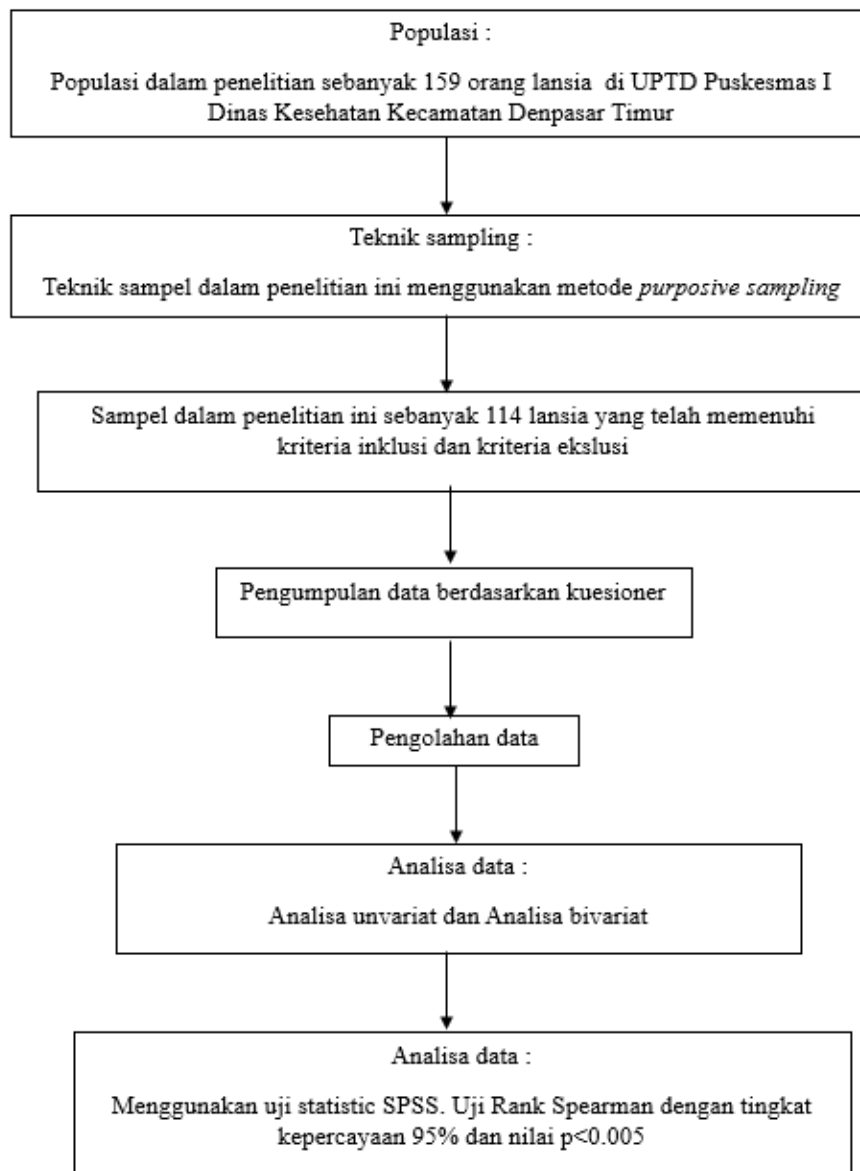 Populasi :
Populasi dalam penelitian sebanyak 159 orang lansia di UPTD Puskesmas I
Dinas Kesehatan Kecamatan Denpasar Timur
Teknik sampling :
Teknik sampel dalam penelitian ini menggunakan metode purposive sampling
Sampel dalam penelitian ini sebanyak 114 lansia yang telah memenuhi
kriteria inklusi dan kriteria ekslusi
Pengumpulan data berdasarkan kuesioner
Pengolahan data
Analisa data :
Analisa unvariat dan Analisa bivariat
Analisa data :
Menggunakan uji statistic SPSS. Uji Rank Spearman dengan tingkat
kepercayaan 95% dan nilai p<0.005